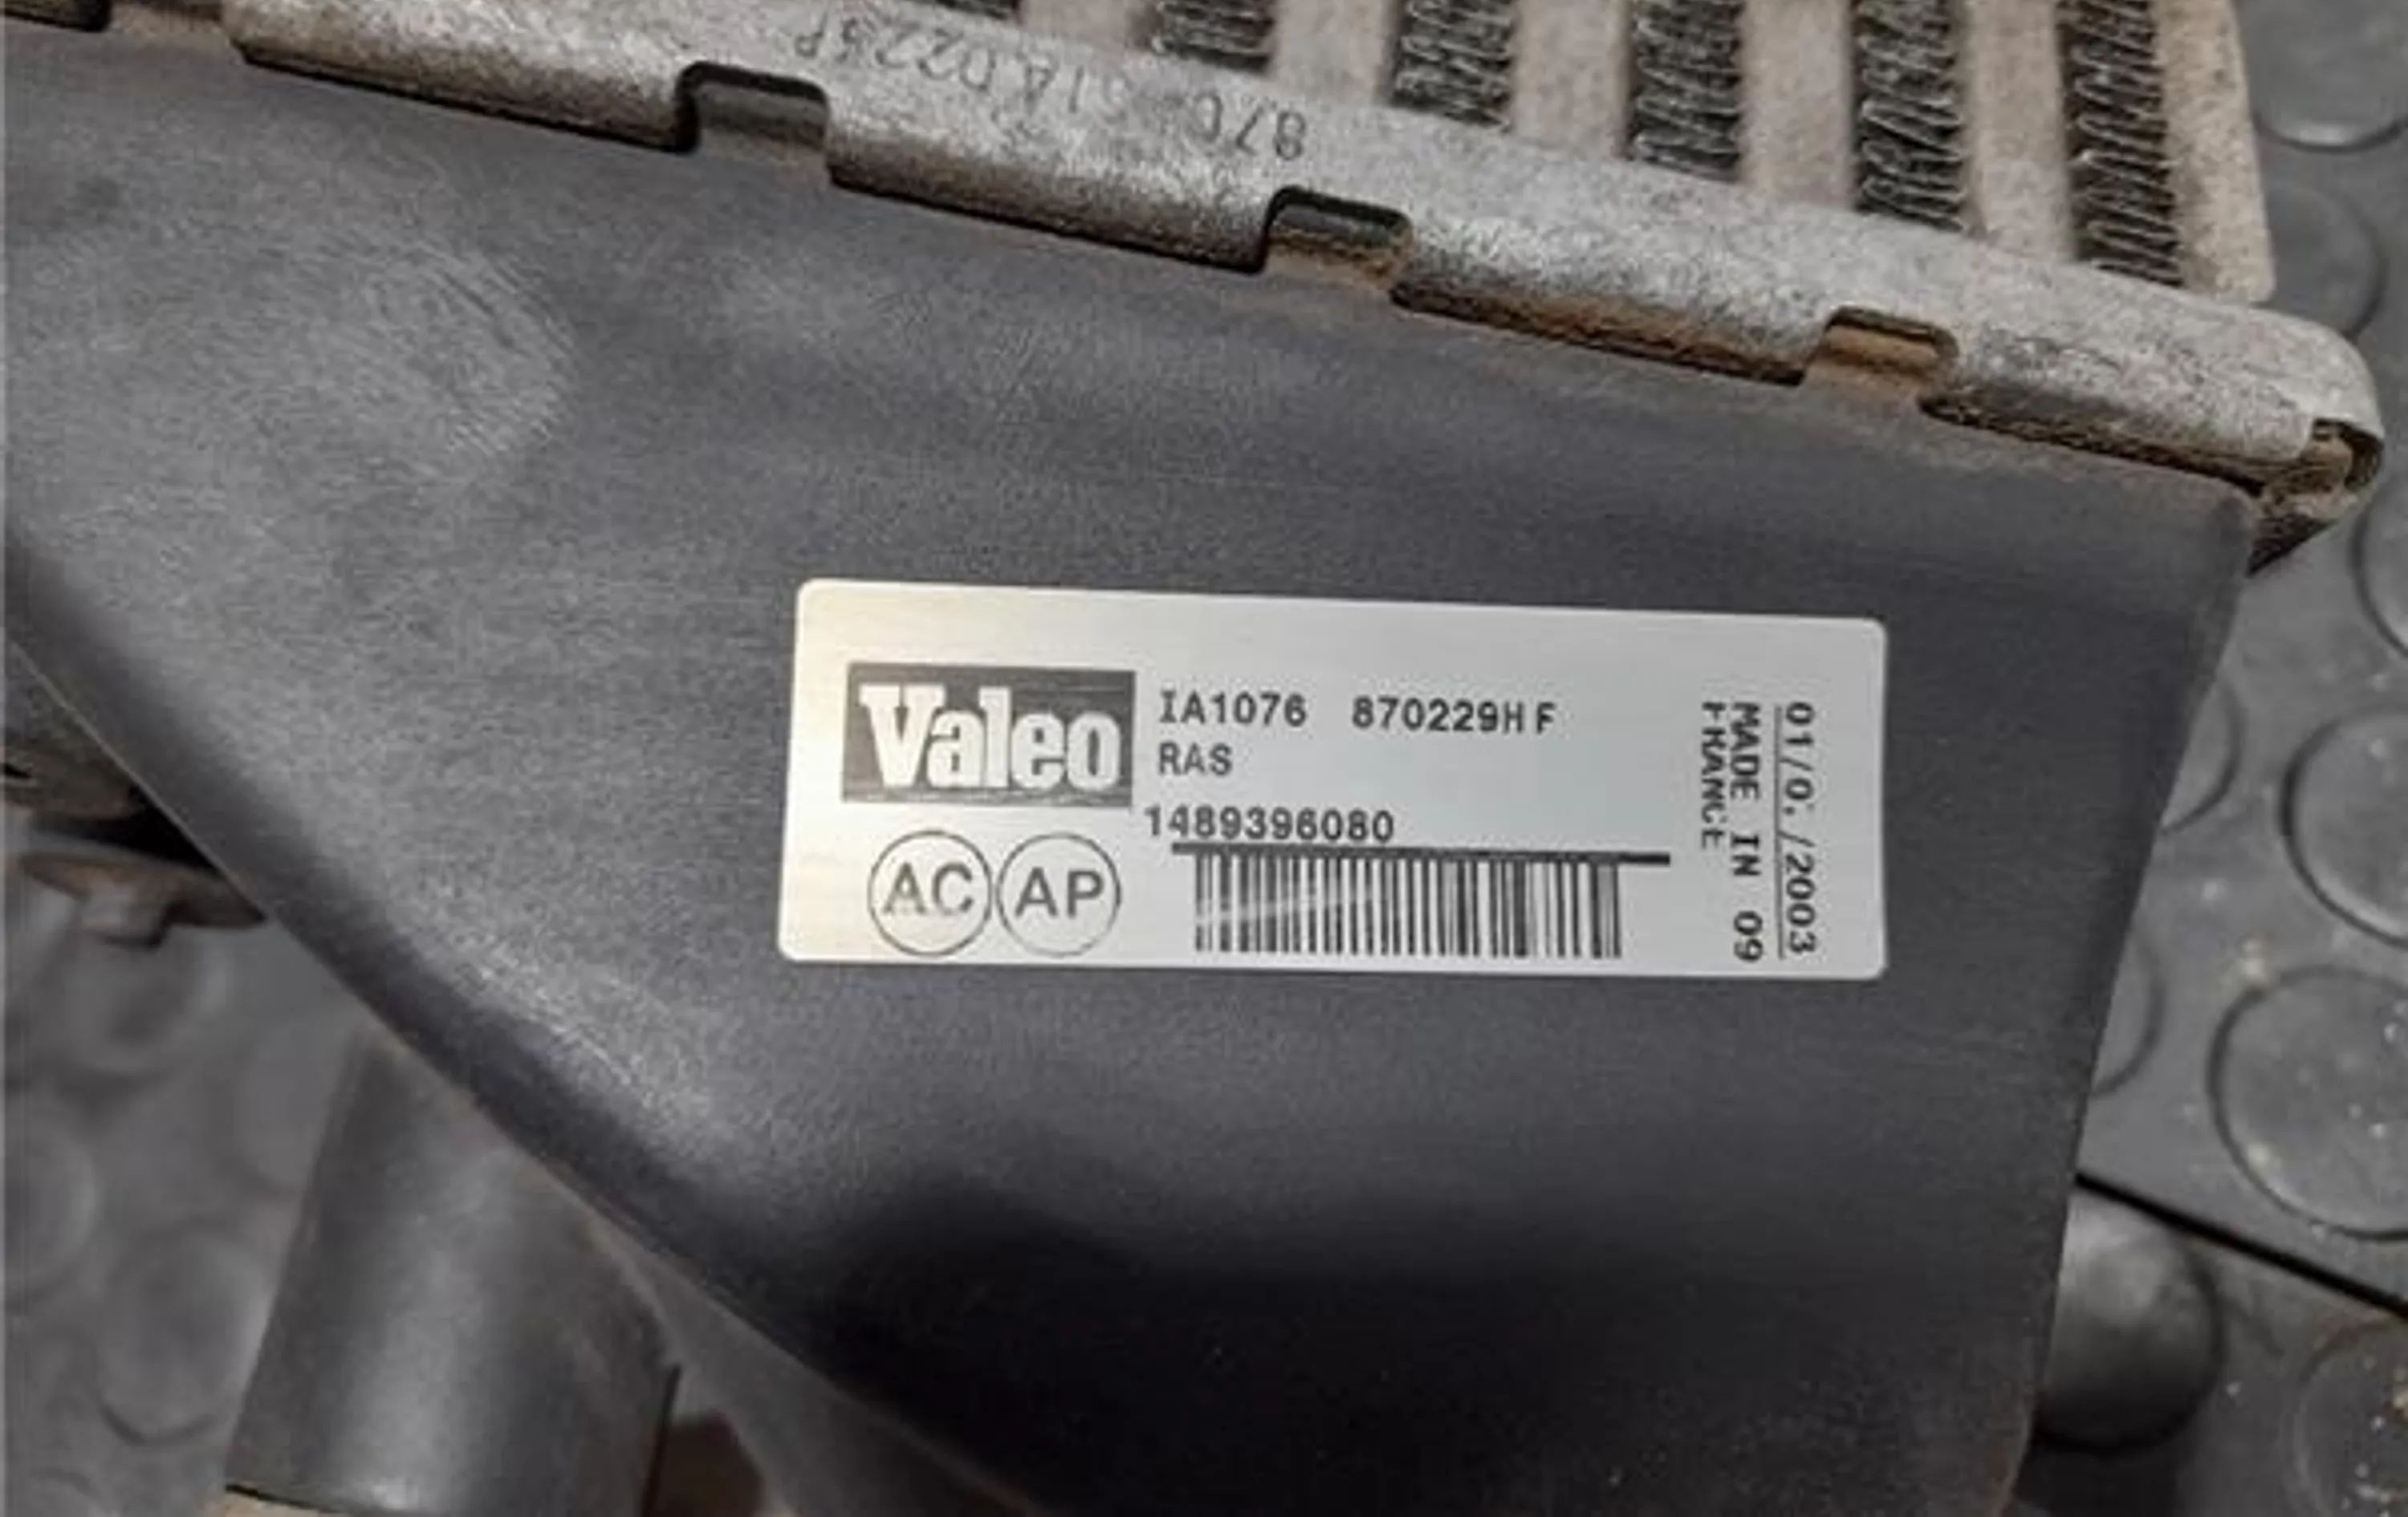 Valeo
IA1076 870229HF
RAS
1489396080
AC AP
MADE IN 09
FRANCE